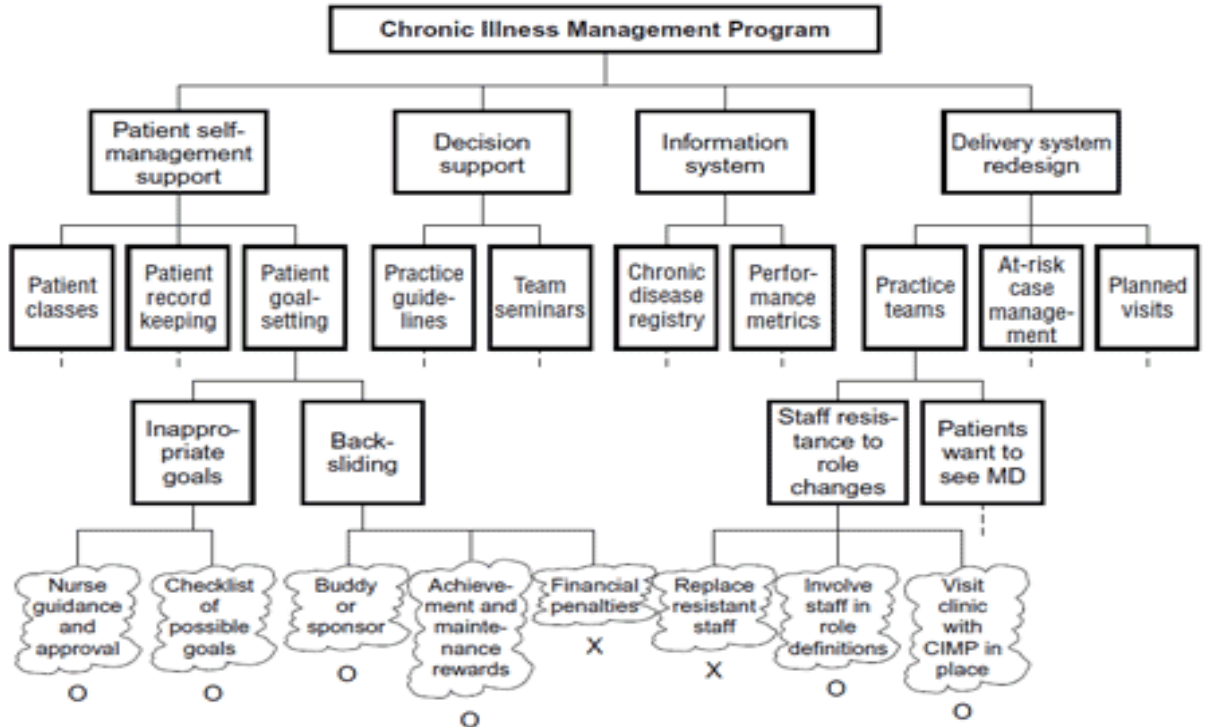 Chronic Illness Management Program
Patient self-
management
support
Decision
support
Information
system
Delivery system
redesign
Patient
classes
Patient
record
keeping
Patient
goal-
setting
Practice
guide-
lines
Team
seminars
Chronic
disease
registry
Perfor-
mance
metrics
Practice
teams
At-risk
case
manage-
ment
Planned
visits
Inappro-
priate
goals
Back-
sliding
Staff resis-
tance to
role
changes
Patients
want to
see MD
Nurse
guidance
and
approval
O
Checklist
of
possible
goals
O
Buddy
or
sponsor
O
Achieve-
ment and
mainte-
nance
rewards
O
Financial
penalties
X
Replace
resistant
staff
X
Involve
staff in
role
definitions
O
Visit
clinic
with
CIMP in
place
O